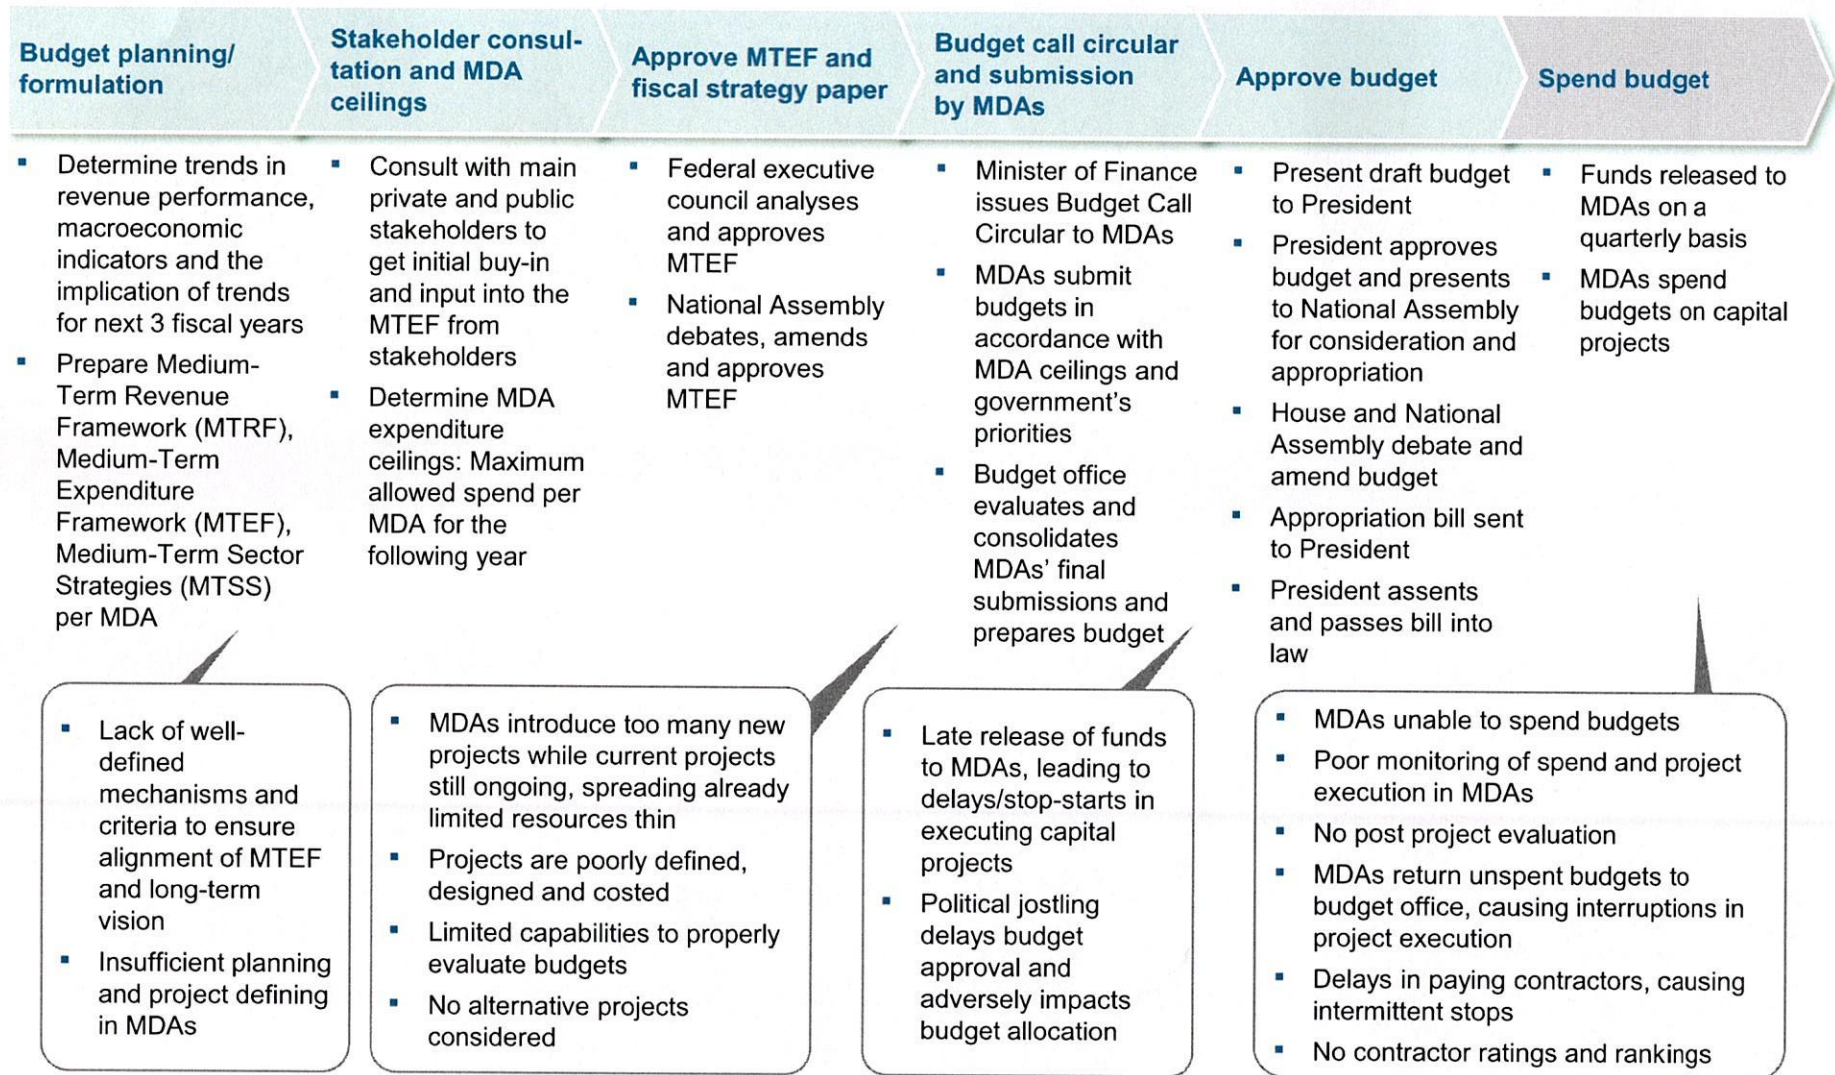 Budget planning/
formulation
Stakeholder consul-
tation and MDA
ceilings
Approve MTEF and
fiscal strategy paper
Budget call circular
and submission
by MDAs
Approve budget
Spend budget
▪ Determine trends in
revenue performance,
macroeconomic
indicators and the
implication of trends
for next 3 fiscal years
▪ Prepare Medium-
Term Revenue
Framework (MTRF),
Medium-Term
Expenditure
Framework (MTEF),
Medium-Term Sector
Strategies (MTSS)
per MDA
▪ Consult with main
private and public
stakeholders to
get initial buy-in
and input into the
MTEF from
stakeholders
▪ Determine MDA
expenditure
ceilings: Maximum
allowed spend per
MDA for the
following year
▪ Federal executive
council analyses
and approves
MTEF
▪ National Assembly
debates, amends
and approves
MTEF
▪ Minister of Finance
issues Budget Call
Circular to MDAs
▪ MDAs submit
budgets in
accordance with
MDA ceilings and
government's
priorities
▪ Budget office
evaluates and
consolidates
MDAs' final
submissions and
prepares budget
▪ Present draft budget
to President
▪ President approves
budget and presents
to National Assembly
for consideration and
appropriation
▪ House and National
Assembly debate and
amend budget
▪ Appropriation bill sent
to President
▪ President assents
and passes bill into
law
▪ Funds released to
MDAs on a
quarterly basis
▪ MDAs spend
budgets on capital
projects
▪ Lack of well-
defined
mechanisms and
criteria to ensure
alignment of MTEF
and long-term
vision
▪ Insufficient planning
and project defining
in MDAs
▪ MDAs introduce too many new
projects while current projects
still ongoing, spreading already
limited resources thin
▪ Projects are poorly defined,
designed and costed
▪ Limited capabilities to properly
evaluate budgets
▪ No alternative projects
considered
▪ Late release of funds
to MDAs, leading to
delays/stop-starts in
executing capital
projects
▪ Political jostling
delays budget
approval and
adversely impacts
budget allocation
▪ MDAs unable to spend budgets
▪ Poor monitoring of spend and project
execution in MDAs
▪ No post project evaluation
▪ MDAs return unspent budgets to
budget office, causing interruptions in
project execution
▪ Delays in paying contractors, causing
intermittent stops
▪ No contractor ratings and rankings